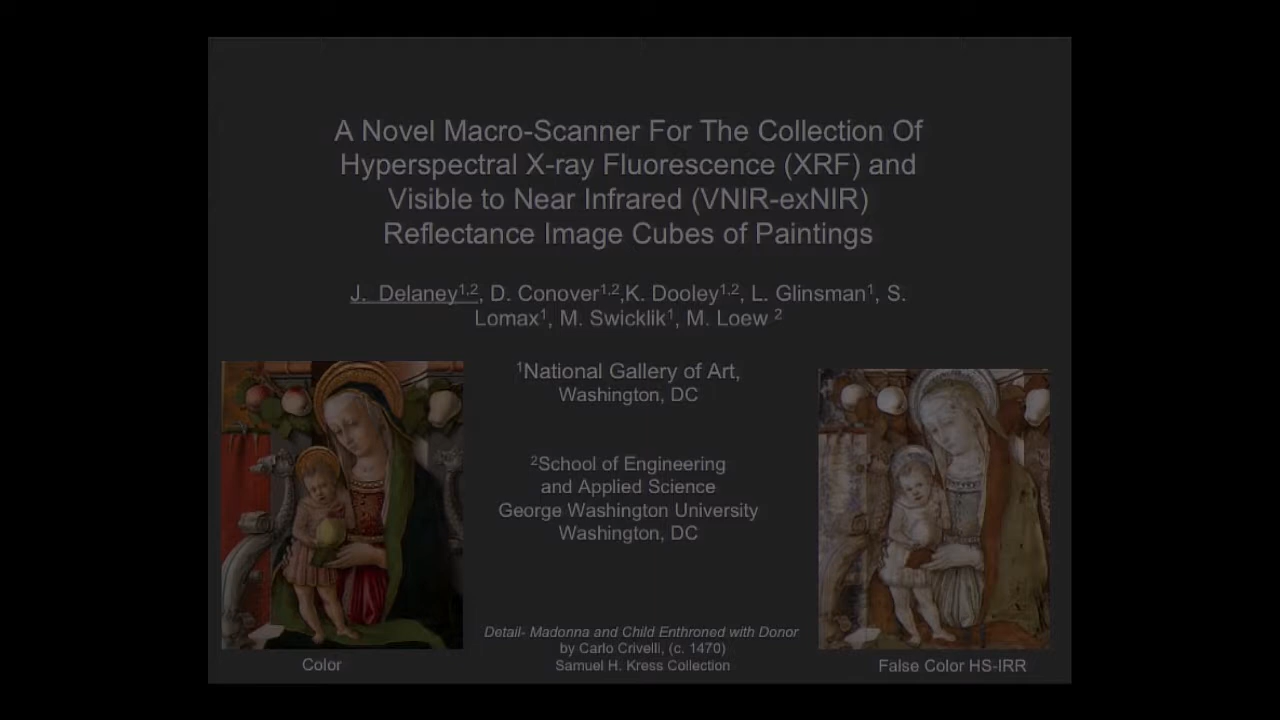 A Novel Macro-Scanner For The Collection Of
Hyperspectral X-ray Fluorescence (XRF) and
Visible to Near Infrared (VNIR-exNIR)
Reflectance Image Cubes of Paintings
J. Delaney¹,², D. Conover¹,²,K. Dooley¹,², L. Glinsman¹, S.
Lomax¹, M. Swicklik¹, M. Loew ²
¹National Gallery of Art,
Washington, DC
²School of Engineering
and Applied Science
George Washington University
Washington, DC
Detail- Madonna and Child Enthroned with Donor
by Carlo Crivelli, (c. 1470)
Samuel H. Kress Collection
Color
False Color HS-IRR